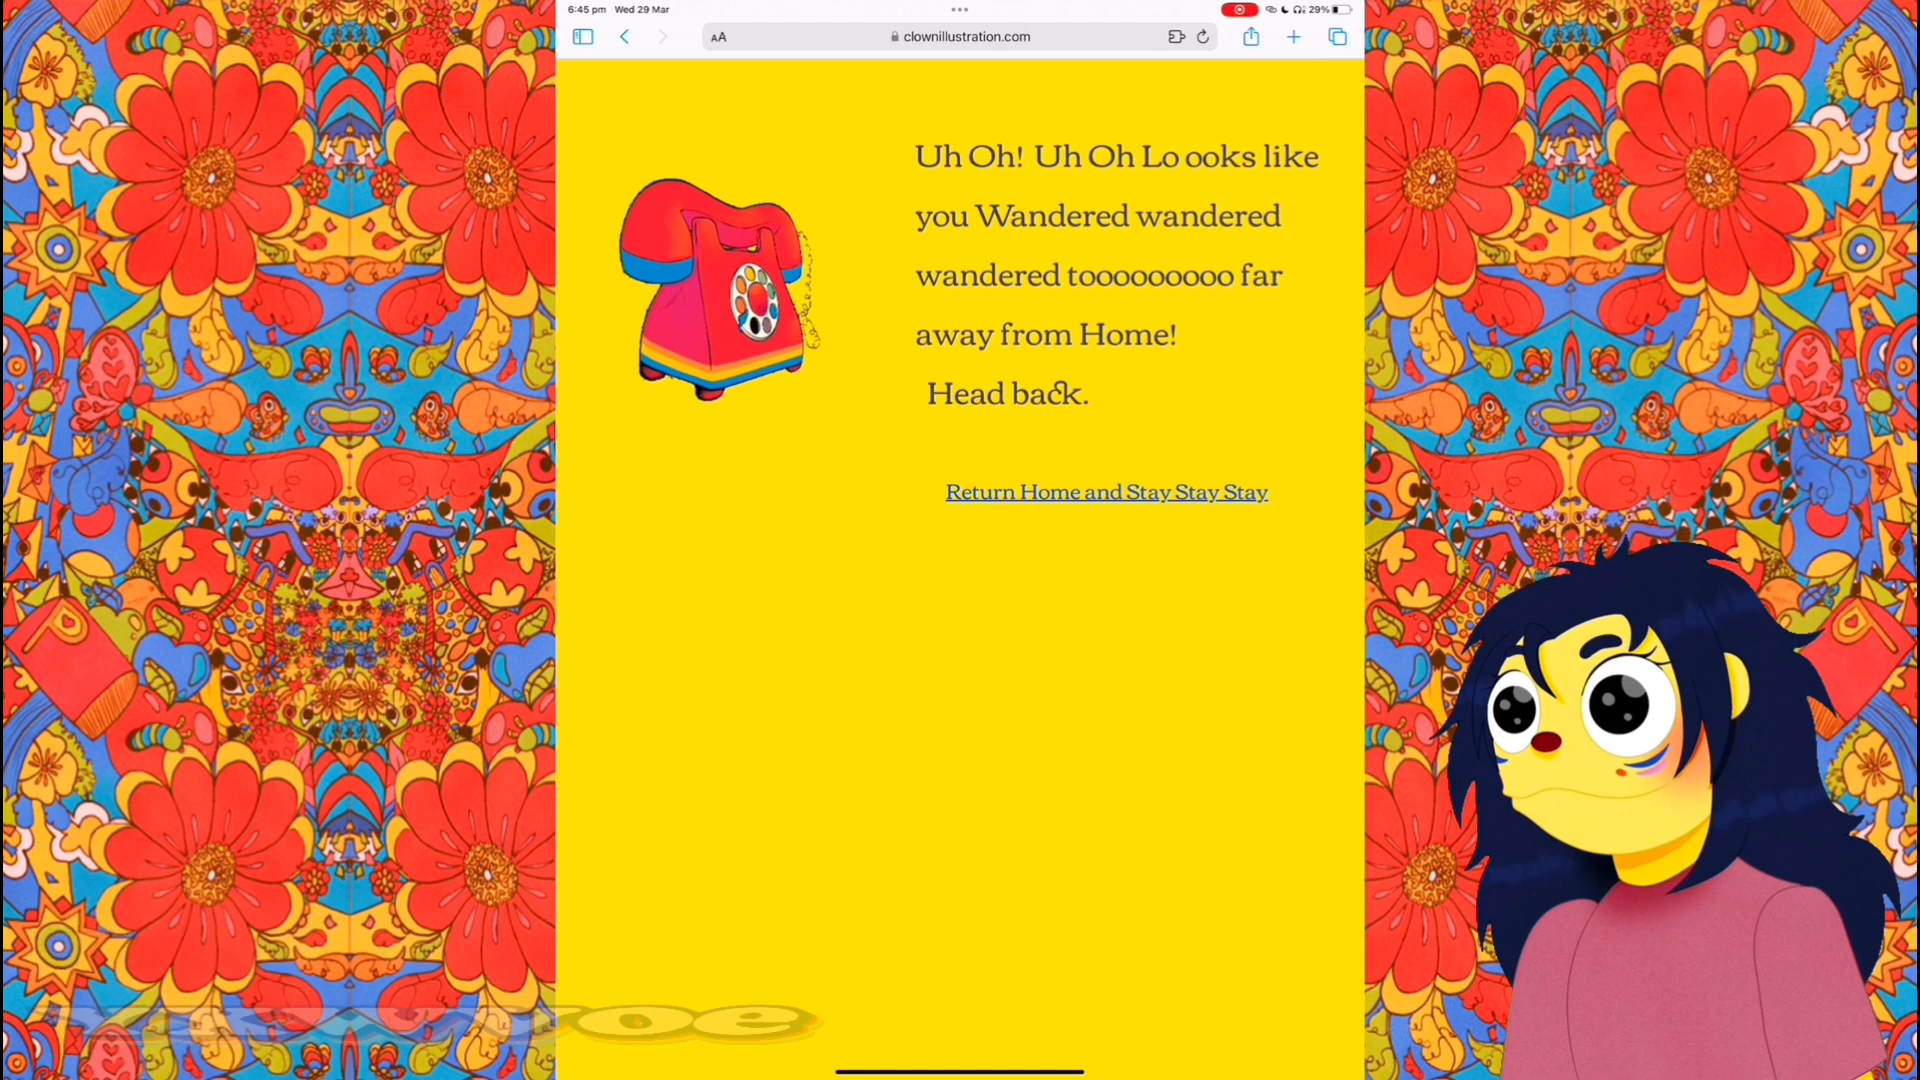 6:45 pm Wed 29 Mar
29%
AA clownillustration.com
Uh Oh! Uh Oh Lo ooks like
you Wandered wandered
wandered tooooooooo far
away from Home!
Head back.
Return Home and Stay Stay Stay